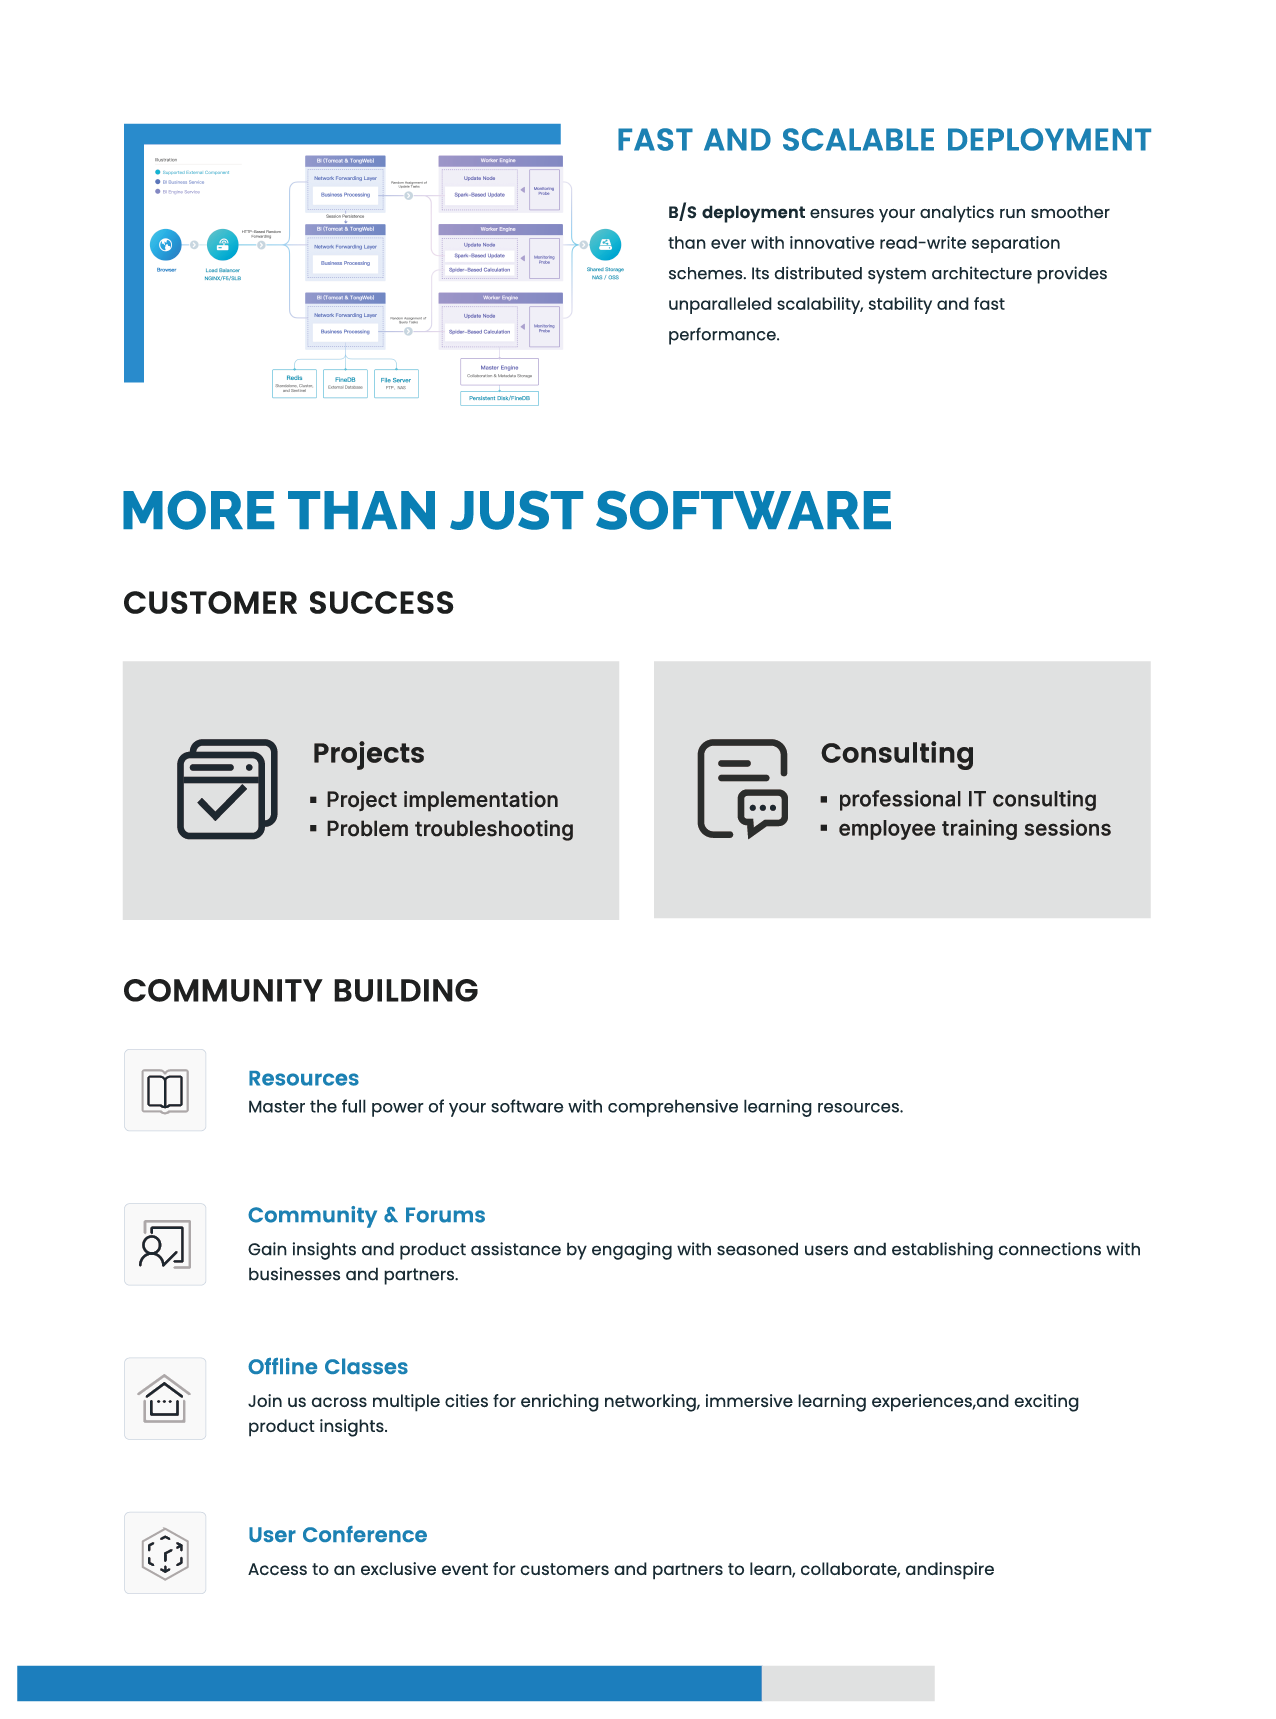 FAST AND SCALABLE DEPLOYMENT
Illustration
Supported External Component
BI Business Service
BI Engine Service
Browser
Load Balancer
NGINX/F5/SLB
HTTP-Based Random
Forwarding
BI (Tomcat & TongWeb)
Network Forwarding Layer
Business Processing
Session Persistence
BI (Tomcat & TongWeb)
Network Forwarding Layer
Business Processing
BI (Tomcat & TongWeb)
Network Forwarding Layer
Business Processing
Random Assignment of
Update Tasks
Random Assignment of
Query Tasks
Worker Engine
Update Node
Spark-Based Update
Monitoring
Probe
Worker Engine
Update Node
Spark-Based Update
Spider-Based Calculation
Monitoring
Probe
Worker Engine
Update Node
Spider-Based Calculation
Monitoring
Probe
Shared Storage
NAS / OSS
Redis
Standalone, Cluster,
and Sentinel
FineDB
External Database
File Server
FTP、NAS
Master Engine
Collaboration & Metadata Storage
Persistent Disk/FineDB
B/S deployment ensures your analytics run smoother
than ever with innovative read-write separation
schemes. Its distributed system architecture provides
unparalleled scalability, stability and fast
performance.
MORE THAN JUST SOFTWARE
CUSTOMER SUCCESS
Projects
▪ Project implementation
▪ Problem troubleshooting
Consulting
▪ professional IT consulting
▪ employee training sessions
COMMUNITY BUILDING
Resources
Master the full power of your software with comprehensive learning resources.
Community & Forums
Gain insights and product assistance by engaging with seasoned users and establishing connections with
businesses and partners.
Offline Classes
Join us across multiple cities for enriching networking, immersive learning experiences,and exciting
product insights.
User Conference
Access to an exclusive event for customers and partners to learn, collaborate, andinspire